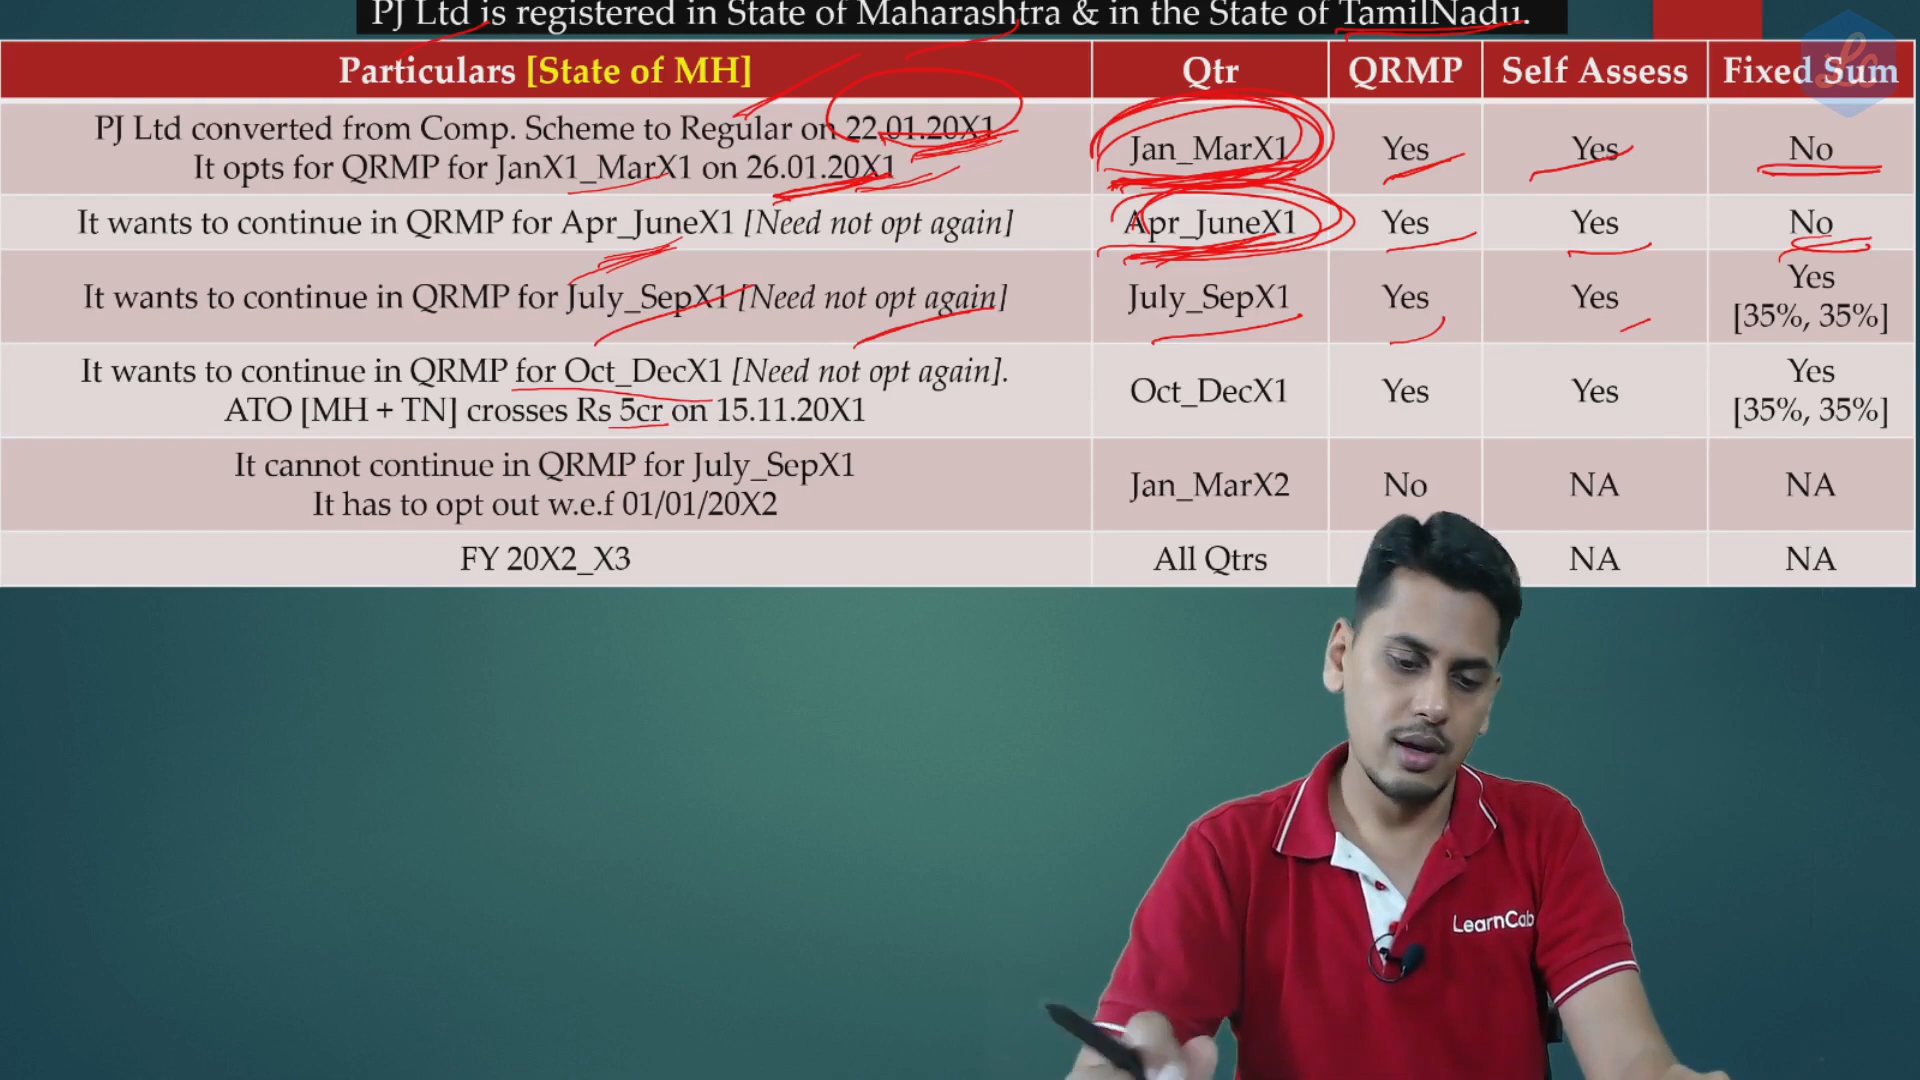 PJ Ltd is registered in State of Maharashtra & in the State of TamilNadu.
Particulars [State of MH] Qtr QRMP Self Assess Fixed Sum
PJ Ltd converted from Comp. Scheme to Regular on 22.01.20X1
It opts for QRMP for JanX1_MarX1 on 26.01.20X1
Jan_MarX1 Yes Yes No
It wants to continue in QRMP for Apr_JuneX1 [Need not opt again] Apr_JuneX1 Yes Yes No
It wants to continue in QRMP for July_SepX1 [Need not opt again] July_SepX1 Yes Yes Yes
[35%, 35%]
It wants to continue in QRMP for Oct_DecX1 [Need not opt again].
ATO [MH + TN] crosses Rs 5cr on 15.11.20X1
Oct_DecX1 Yes Yes Yes
[35%, 35%]
It cannot continue in QRMP for July_SepX1
It has to opt out w.e.f 01/01/20X2
Jan_MarX2 No NA NA
FY 20X2_X3 All Qtrs NA NA
LearnCab